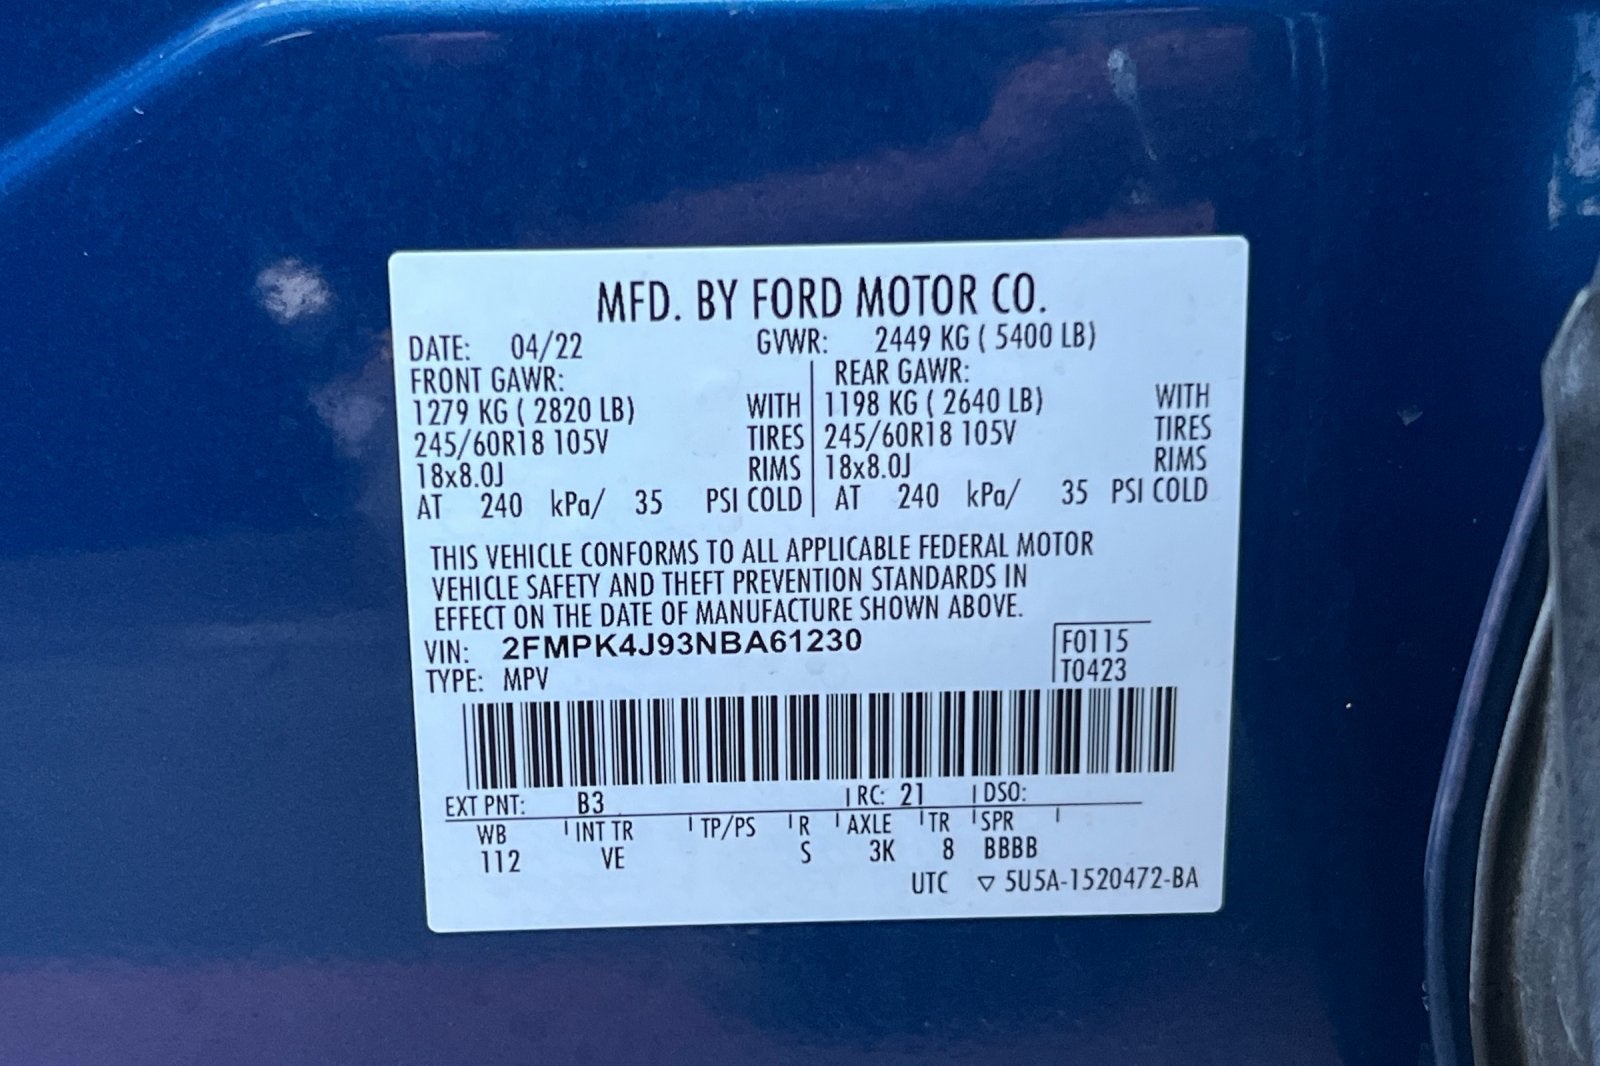 MFD. BY FORD MOTOR CO.
DATE: 04/22 GVWR: 2449 KG ( 5400 LB)
FRONT GAWR: REAR GAWR:
1279 KG ( 2820 LB) WITH 1198 KG ( 2640 LB) WITH
245/60R18 105V TIRES 245/60R18 105V TIRES
18x8.0J RIMS 18x8.0J RIMS
AT 240 kPa/ 35 PSI COLD AT 240 kPa/ 35 PSI COLD
THIS VEHICLE CONFORMS TO ALL APPLICABLE FEDERAL MOTOR
VEHICLE SAFETY AND THEFT PREVENTION STANDARDS IN
EFFECT ON THE DATE OF MANUFACTURE SHOWN ABOVE.
VIN: 2FMPK4J93NBA61230 F0115
TYPE: MPV T0423
EXT PNT: B3 RC: 21 DSO:
WB INT TR TP/PS R AXLE TR SPR
112 VE S 3K 8 BBBB
UTC ▽ 5U5A-1520472-BA